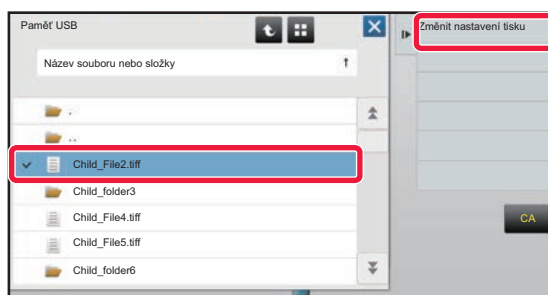 Paměť USB
Změnit nastavení tisku
Název souboru nebo složky
.
..
Child_File2.tiff
Child_folder3
Child_File4.tiff
Child_File5.tiff
Child_folder6
CA